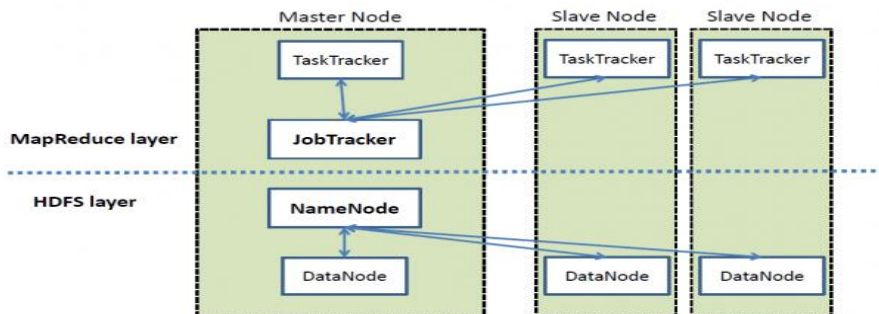 Master Node
Slave Node
Slave Node
TaskTracker
TaskTracker
TaskTracker
MapReduce layer
JobTracker
HDFS layer
NameNode
DataNode
DataNode
DataNode